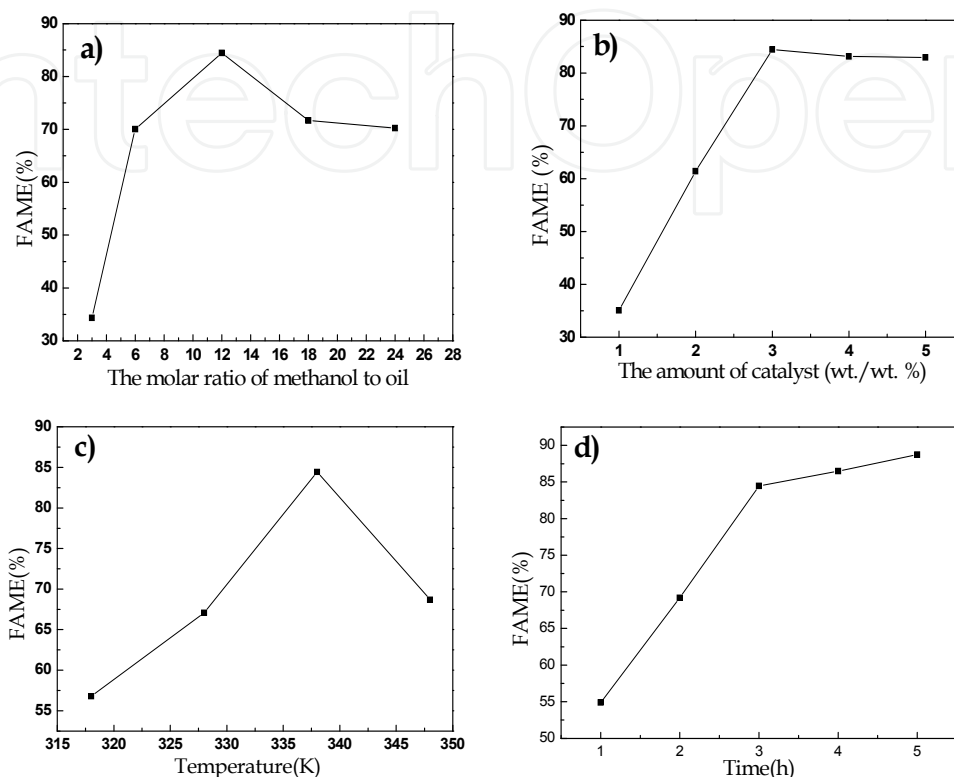 a)
90
80
70
60
50
40
30
FAME(%)
2 4 6 8 10 12 14 16 18 20 22 24 26 28
The molar ratio of methanol to oil
b)
90
80
70
60
50
40
30
FAME (%)
1 2 3 4 5
The amount of catalyst (wt./wt. %)
c)
90
85
80
75
70
65
60
55
FAME(%)
315 320 325 330 335 340 345 350
Temperature(K)
d)
90
85
80
75
70
65
60
55
50
FAME(%)
1 2 3 4 5
Time(h)
ntechOpen